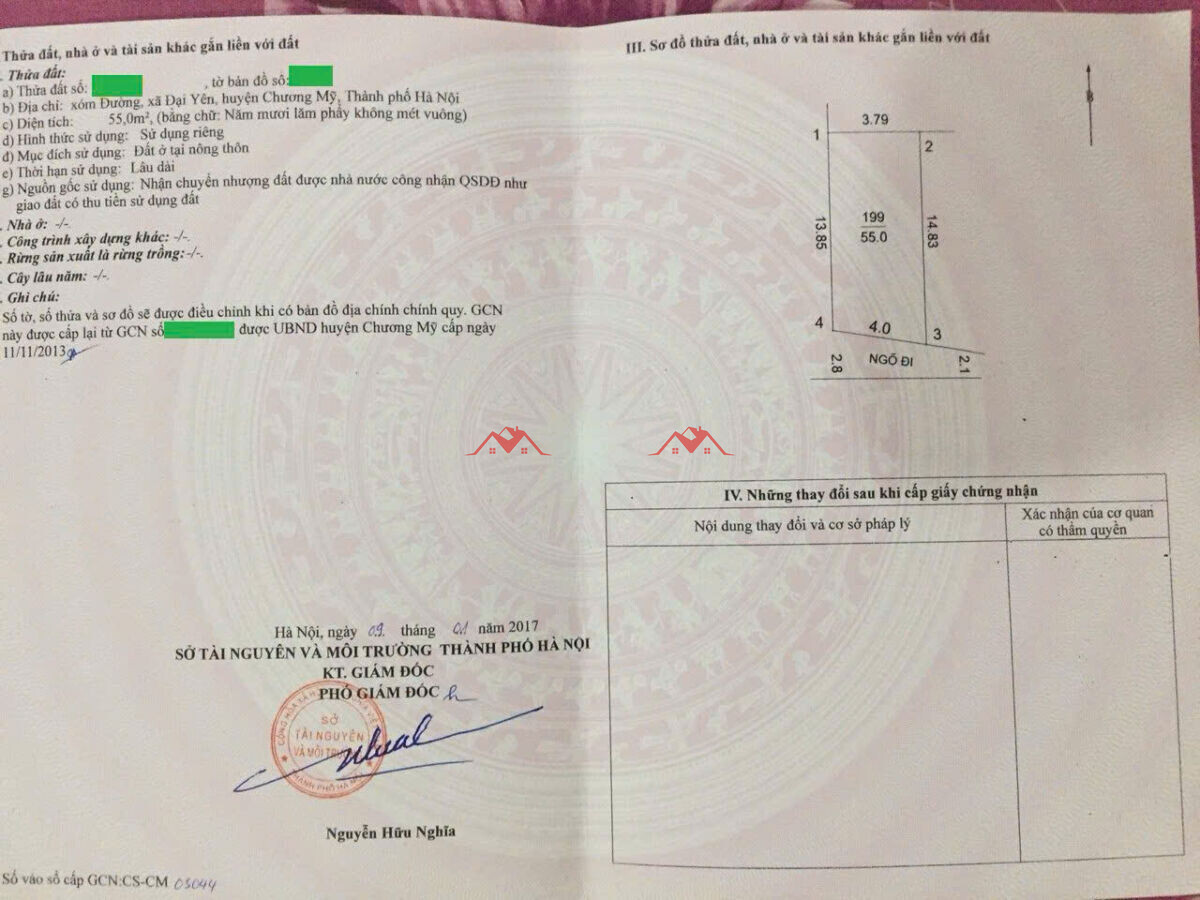 Thửa đất, nhà ở và tài sản khác gắn liền với đất
. Thửa đất:
a) Thửa đất số: , tờ bản đồ số:
b) Địa chỉ: xóm Đường, xã Đại Yên, huyện Chương Mỹ, Thành phố Hà Nội
c) Diện tích: 55,0m², (bằng chữ: Năm mươi lăm phẩy không mét vuông)
d) Hình thức sử dụng: Sử dụng riêng
đ) Mục đích sử dụng: Đất ở tại nông thôn
e) Thời hạn sử dụng: Lâu dài
g) Nguồn gốc sử dụng: Nhận chuyển nhượng đất được nhà nước công nhận QSDĐ như
giao đất có thu tiền sử dụng đất
. Nhà ở: -/-
. Công trình xây dựng khác: -/-.
. Rừng sản xuất là rừng trồng:-/-.
. Cây lâu năm: -/-.
. Ghi chú:
Số tờ, số thửa và sơ đồ sẽ được điều chỉnh khi có bản đồ địa chính chính quy. GCN
này được cấp lại từ GCN số được UBND huyện Chương Mỹ cấp ngày
11/11/2013
Hà Nội, ngày 09. tháng 01 năm 2017
SỞ TÀI NGUYÊN VÀ MÔI TRƯỜNG THÀNH PHỐ HÀ NỘI
KT. GIÁM ĐỐC
PHÓ GIÁM ĐỐC
SỞ
TÀI NGUYÊN
VÀ MÔI TRƯỜNG
THÀNH PHỐ HÀ NỘI
Nguyễn Hữu Nghĩa
Số vào sổ cấp GCN:CS-CM 03044
III. Sơ đồ thửa đất, nhà ở và tài sản khác gắn liền với đất
B
3.79
1
2
13.85
199
55.0
14.83
4
4.0
3
2.8
NGÕ ĐI
2.1
IV. Những thay đổi sau khi cấp giấy chứng nhận
Nội dung thay đổi và cơ sở pháp lý
Xác nhận của cơ quan
có thẩm quyền